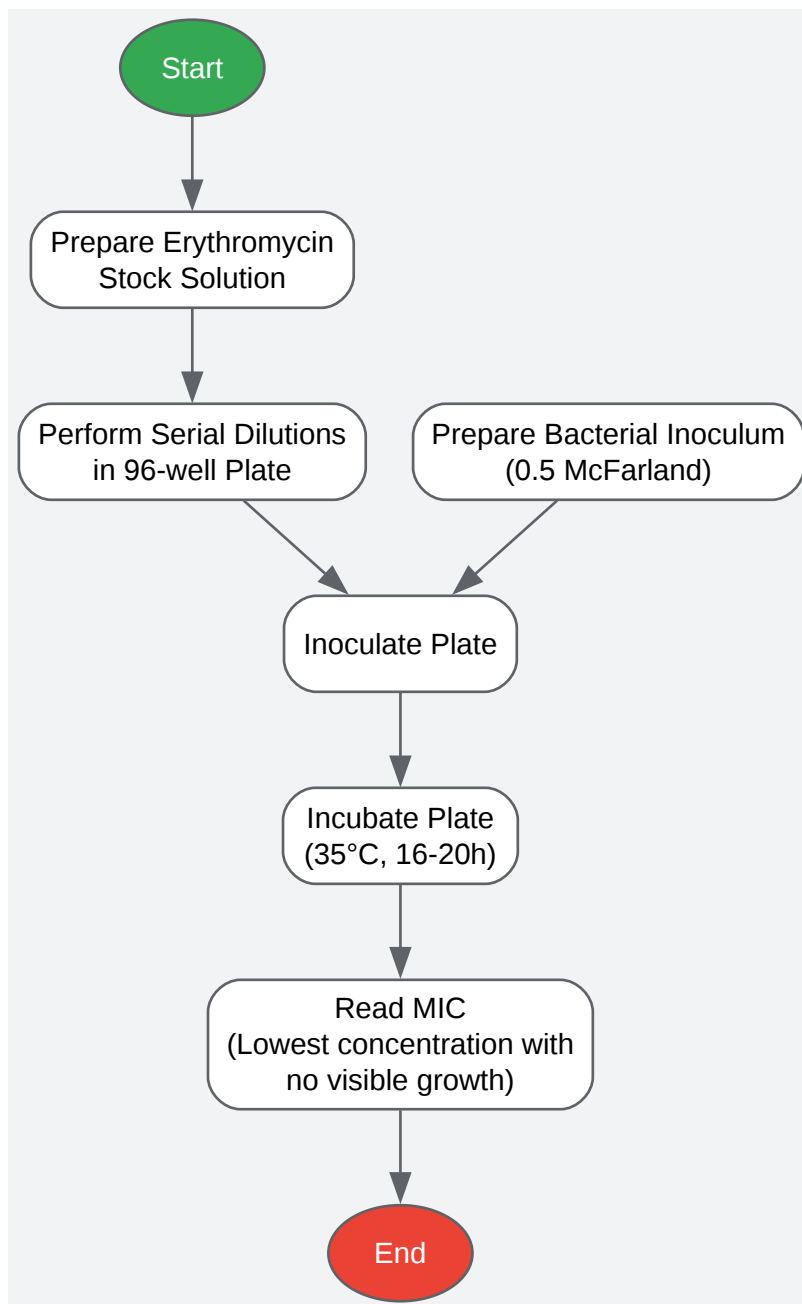 Start
Prepare Erythromycin
Stock Solution
Perform Serial Dilutions
in 96-well Plate
Prepare Bacterial Inoculum
(0.5 McFarland)
Inoculate Plate
Incubate Plate
(35°C, 16-20h)
Read MIC
(Lowest concentration with
no visible growth)
End